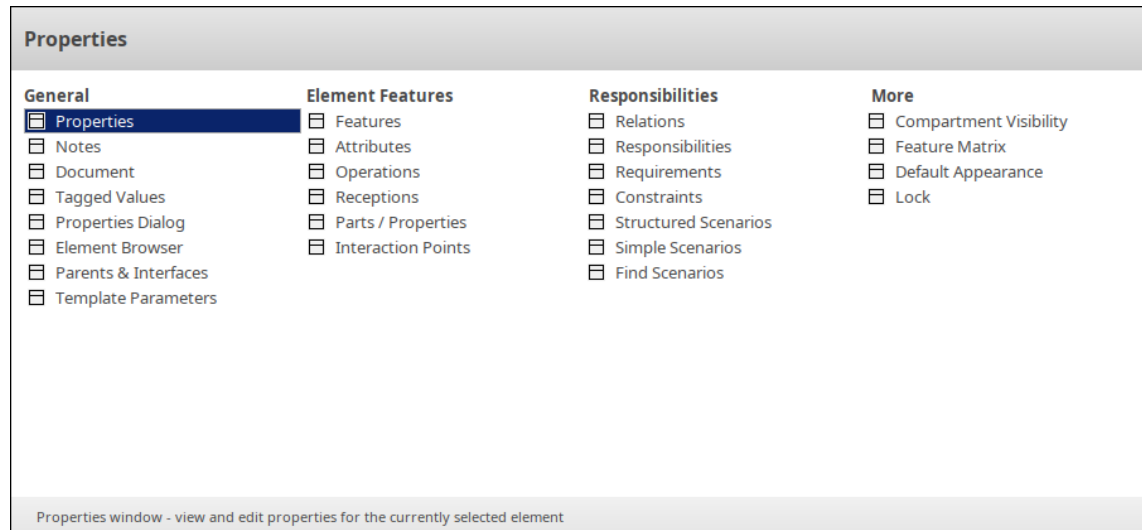 Properties
General
Properties
Notes
Document
Tagged Values
Properties Dialog
Element Browser
Parents & Interfaces
Template Parameters
Element Features
Features
Attributes
Operations
Receptions
Parts / Properties
Interaction Points
Responsibilities
Relations
Responsibilities
Requirements
Constraints
Structured Scenarios
Simple Scenarios
Find Scenarios
More
Compartment Visibility
Feature Matrix
Default Appearance
Lock
Properties window - view and edit properties for the currently selected element